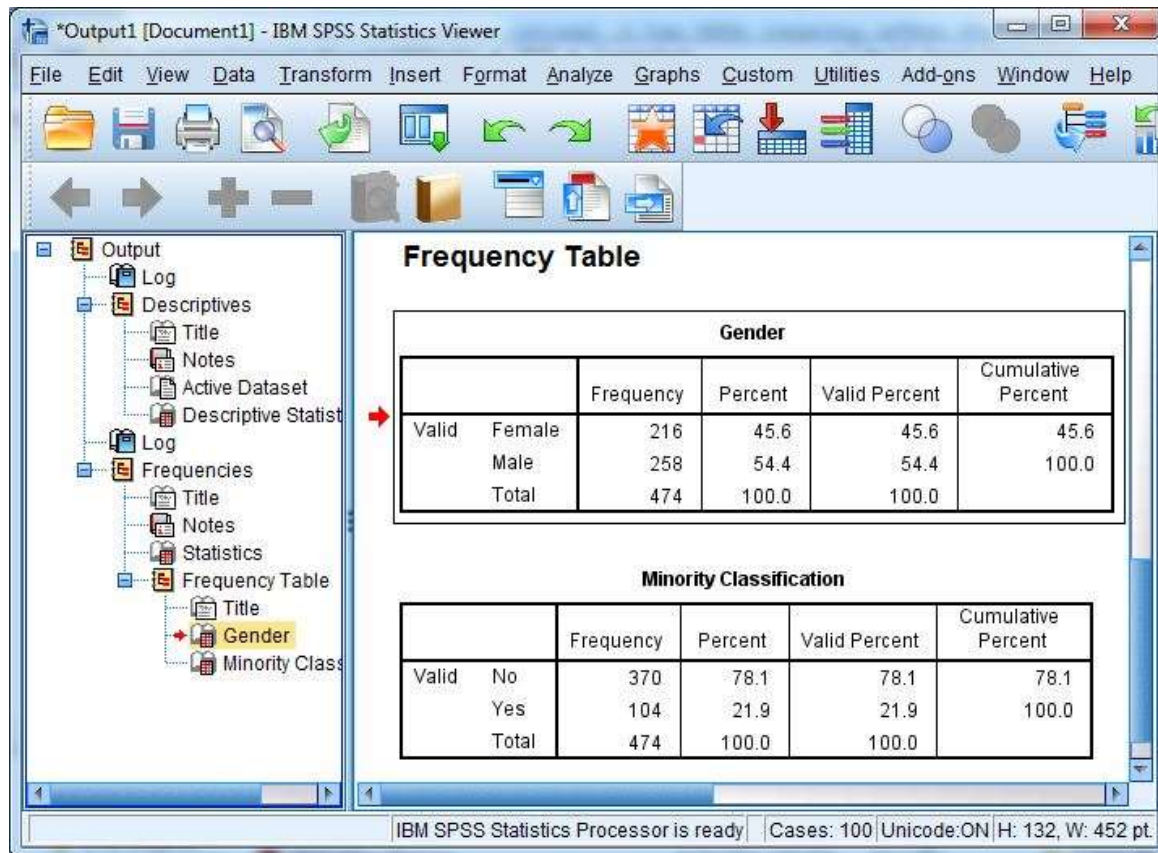 *Output1 [Document1] - IBM SPSS Statistics Viewer
File Edit View Data Transform Insert Format Analyze Graphs Custom Utilities Add-ons Window Help
Output
Log
Descriptives
Title
Notes
Active Dataset
Descriptive Statist
Log
Frequencies
Title
Notes
Statistics
Frequency Table
Title
Gender
Minority Class
Frequency Table
Gender
Frequency Percent Valid Percent Cumulative Percent
Valid Female 216 45.6 45.6 45.6
Male 258 54.4 54.4 100.0
Total 474 100.0 100.0
Minority Classification
Frequency Percent Valid Percent Cumulative Percent
Valid No 370 78.1 78.1 78.1
Yes 104 21.9 21.9 100.0
Total 474 100.0 100.0
IBM SPSS Statistics Processor is ready Cases: 100 Unicode:ON H: 132, W: 452 pt.